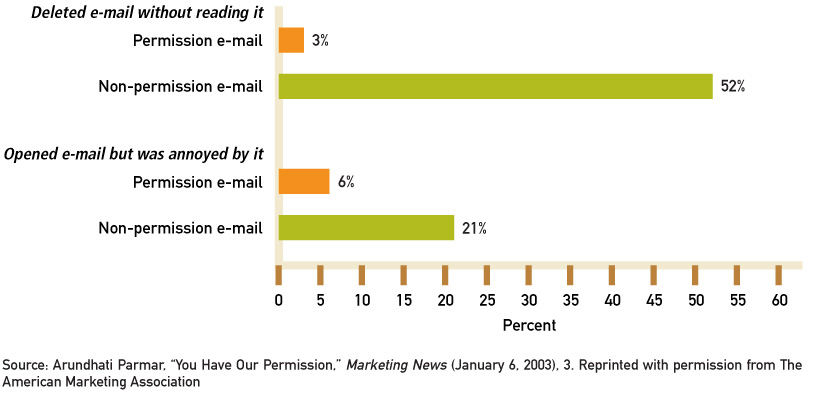 Deleted e-mail without reading it
Permission e-mail 3%
Non-permission e-mail 52%
Opened e-mail but was annoyed by it
Permission e-mail 6%
Non-permission e-mail 21%
0 5 10 15 20 25 30 35 40 45 50 55 60
Percent
Source: Arundhati Parmar, “You Have Our Permission,” Marketing News (January 6, 2003), 3. Reprinted with permission from The
American Marketing Association